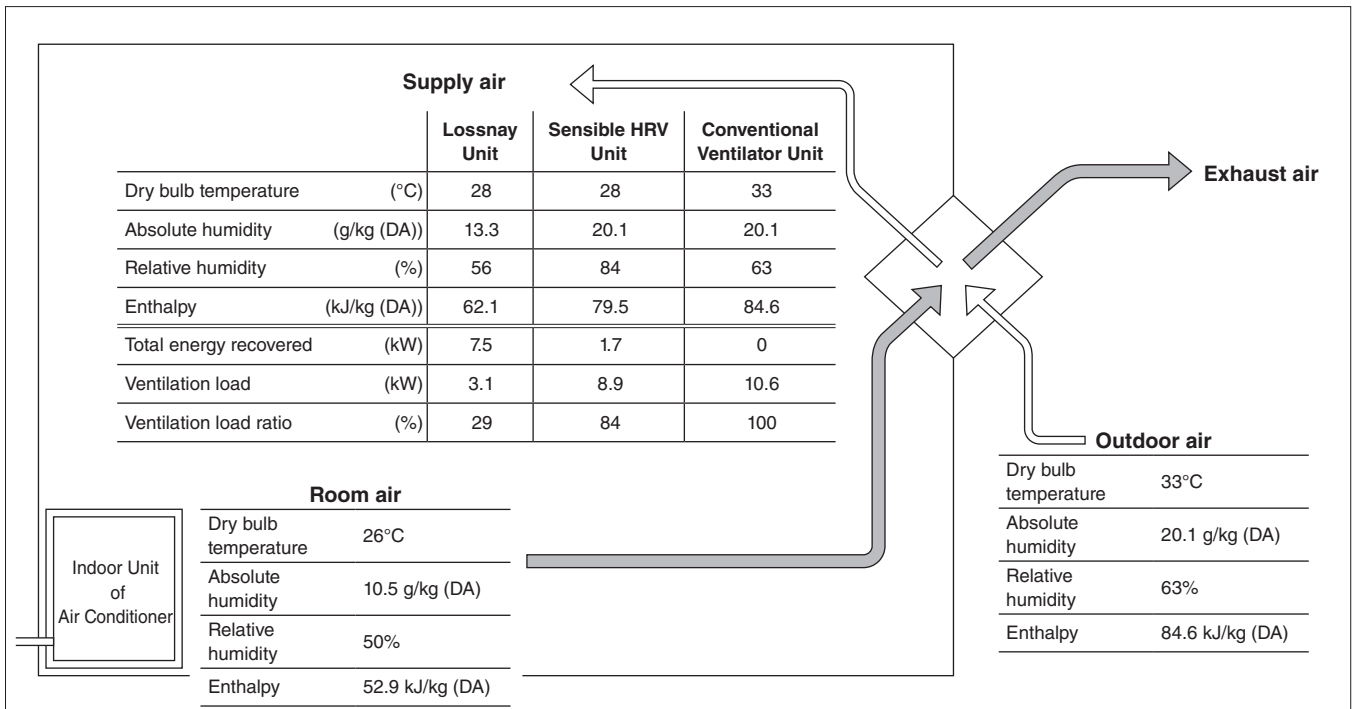 Supply air
Lossnay Unit Sensible HRV Unit Conventional Ventilator Unit
Dry bulb temperature (°C) 28 28 33
Absolute humidity (g/kg (DA)) 13.3 20.1 20.1
Relative humidity (%) 56 84 63
Enthalpy (kJ/kg (DA)) 62.1 79.5 84.6
Total energy recovered (kW) 7.5 1.7 0
Ventilation load (kW) 3.1 8.9 10.6
Ventilation load ratio (%) 29 84 100
Exhaust air
Outdoor air
Dry bulb
temperature 33°C
Absolute
humidity 20.1 g/kg (DA)
Relative
humidity 63%
Enthalpy 84.6 kJ/kg (DA)
Room air
Dry bulb
temperature 26°C
Absolute
humidity 10.5 g/kg (DA)
Relative
humidity 50%
Enthalpy 52.9 kJ/kg (DA)
Indoor Unit
of
Air Conditioner